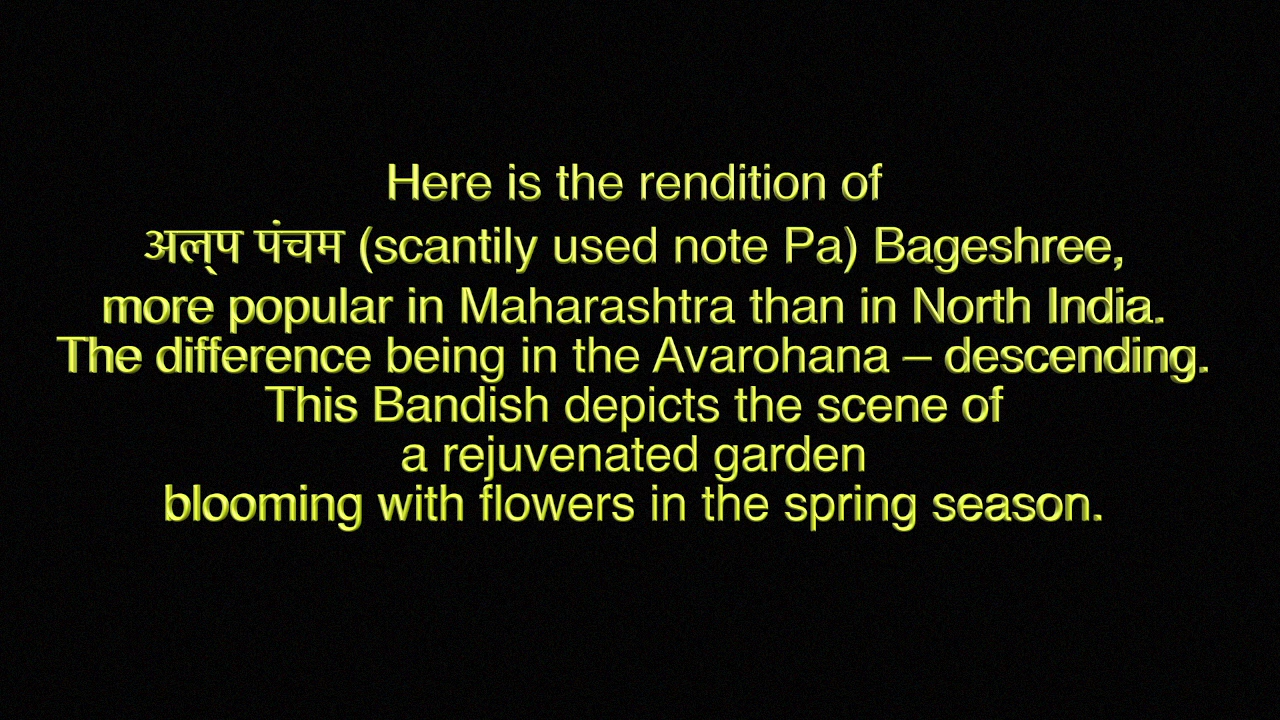 Here is the rendition of
अल्‌प पंचम (scantily used note Pa) Bageshree,
more popular in Maharashtra than in North India.
The difference being in the Avarohana – descending.
This Bandish depicts the scene of
a rejuvenated garden
blooming with flowers in the spring season.